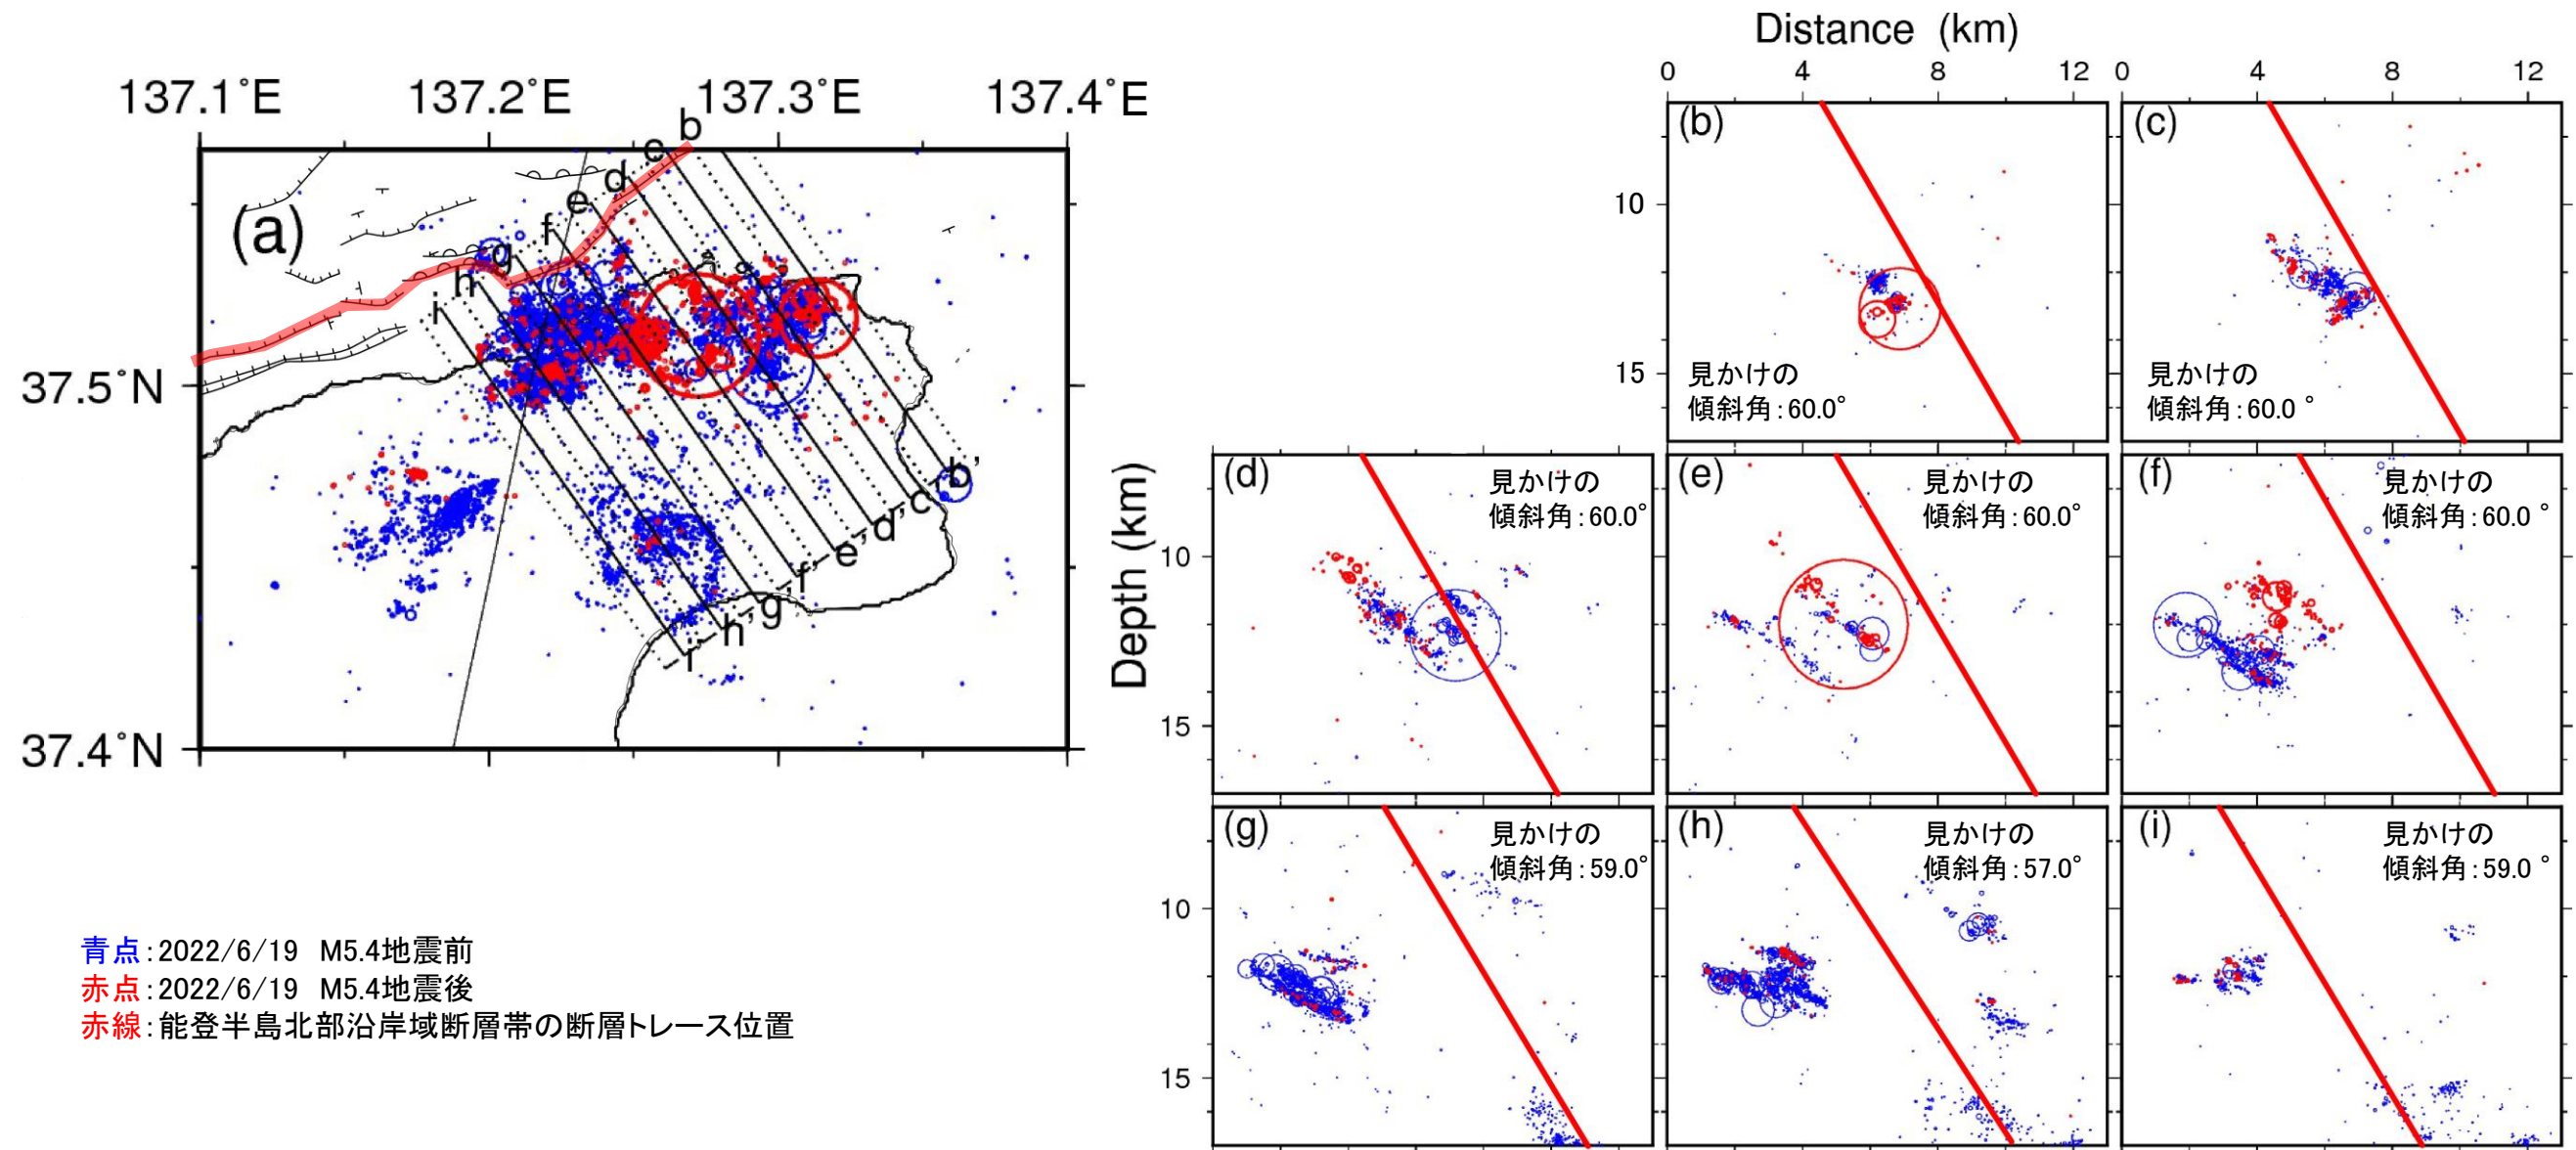 137.1°E 137.2°E 137.3°E 137.4°E
(a)
b
c
d
e
f
g
h
i
37.5°N
37.4°N
b'
c'
d'
e'
f'
g'
h'
i'
青点:2022/6/19 M5.4地震前
赤点:2022/6/19 M5.4地震後
赤線:能登半島北部沿岸域断層帯の断層トレース位置
Distance (km)
0 4 8 12 0 4 8 12
Depth (km)
(b)
10
15
見かけの
傾斜角:60.0°
(c)
見かけの
傾斜角:60.0 °
(d)
10
15
見かけの
傾斜角:60.0°
(e)
見かけの
傾斜角:60.0°
(f)
見かけの
傾斜角:60.0 °
(g)
10
15
見かけの
傾斜角:59.0°
(h)
見かけの
傾斜角:57.0°
(i)
見かけの
傾斜角:59.0 °